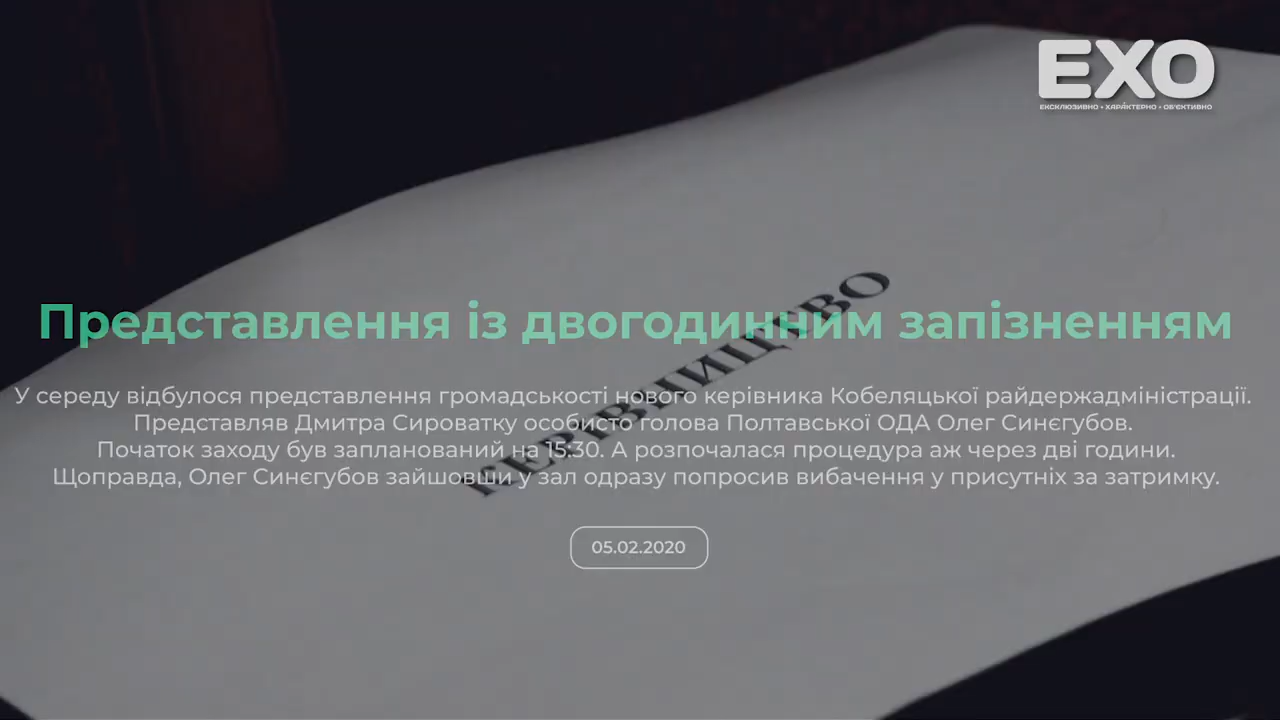 EXO
ЕКСКЛЮЗИВНО • ХАРАКТЕРНО • ОБ'ЄКТИВНО
КЕРІВНИЦТВО
Представлення із двогодинним запізненням
У середу відбулося представлення громадськості нового керівника Кобеляцької райдержадміністрації.
Представляв Дмитра Сироватку особисто голова Полтавської ОДА Олег Синєгубов.
Початок заходу був запланований на 15:30. А розпочалася процедура аж через дві години.
Щоправда, Олег Синєгубов зайшовши у зал одразу попросив вибачення у присутніх за затримку.
05.02.2020